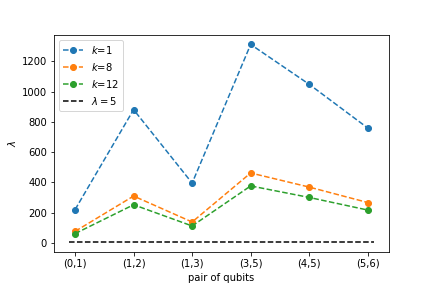 k=1
k=8
k=12
λ = 5
1200
1000
800
600
400
200
0
λ
(0,1) (1,2) (1,3) (3,5) (4,5) (5,6)
pair of qubits